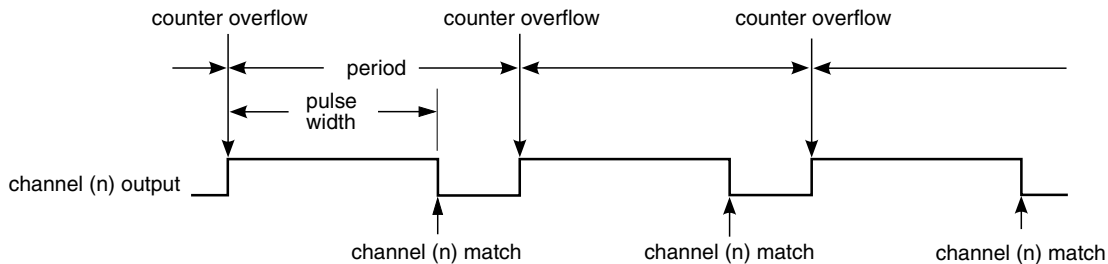 counter overflow
counter overflow
counter overflow
period
pulse
width
channel (n) output
channel (n) match
channel (n) match
channel (n) match